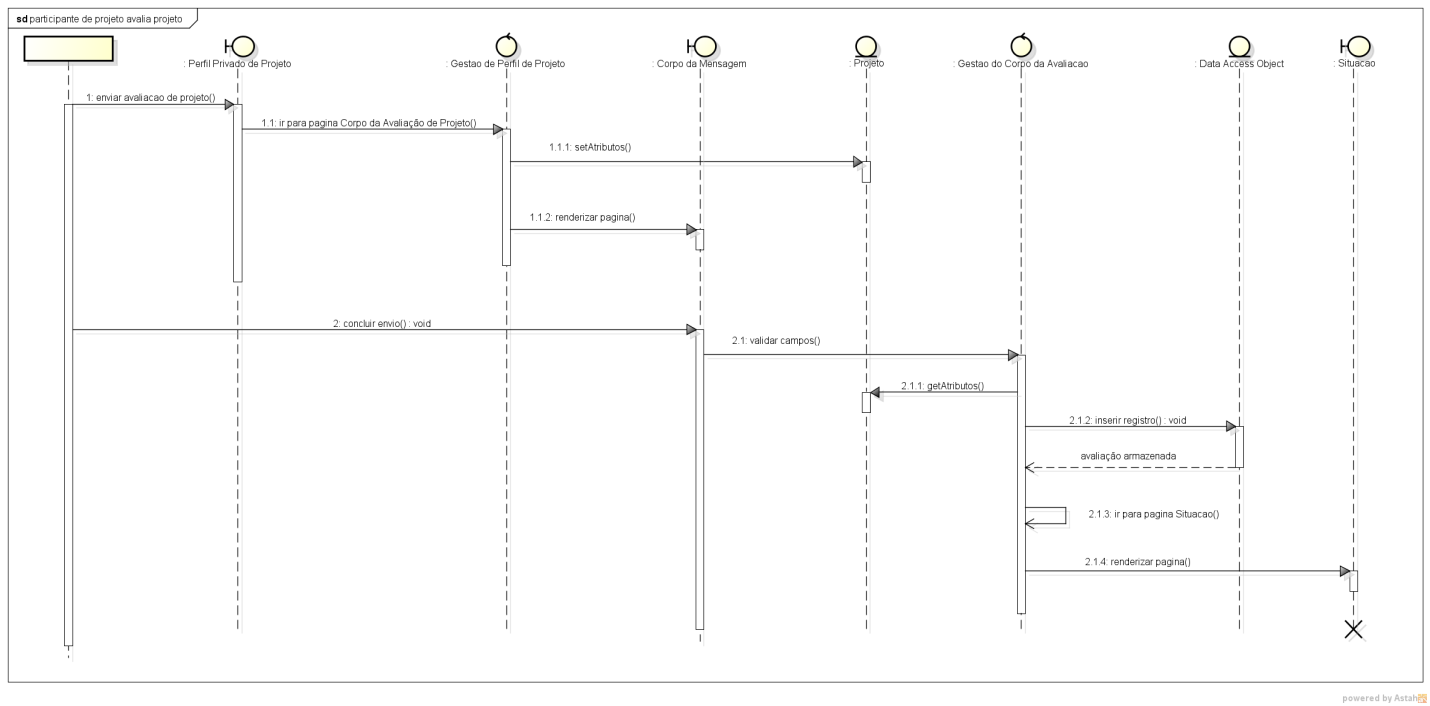 sd participante de projeto avalia projeto
: Perfil Privado de Projeto
: Gestao de Perfil de Projeto
: Corpo da Mensagem
: Projeto
: Gestao do Corpo da Avaliacao
: Data Access Object
: Situacao
1: enviar avaliacao de projeto()
1.1: ir para pagina Corpo da Avaliação de Projeto()
1.1.1: setAtributos()
1.1.2: renderizar pagina()
2: concluir envio() : void
2.1: validar campos()
2.1.1: getAtributos()
2.1.2: inserir registro() : void
avaliação armazenada
2.1.3: ir para pagina Situacao()
2.1.4: renderizar pagina()
powered by Astah